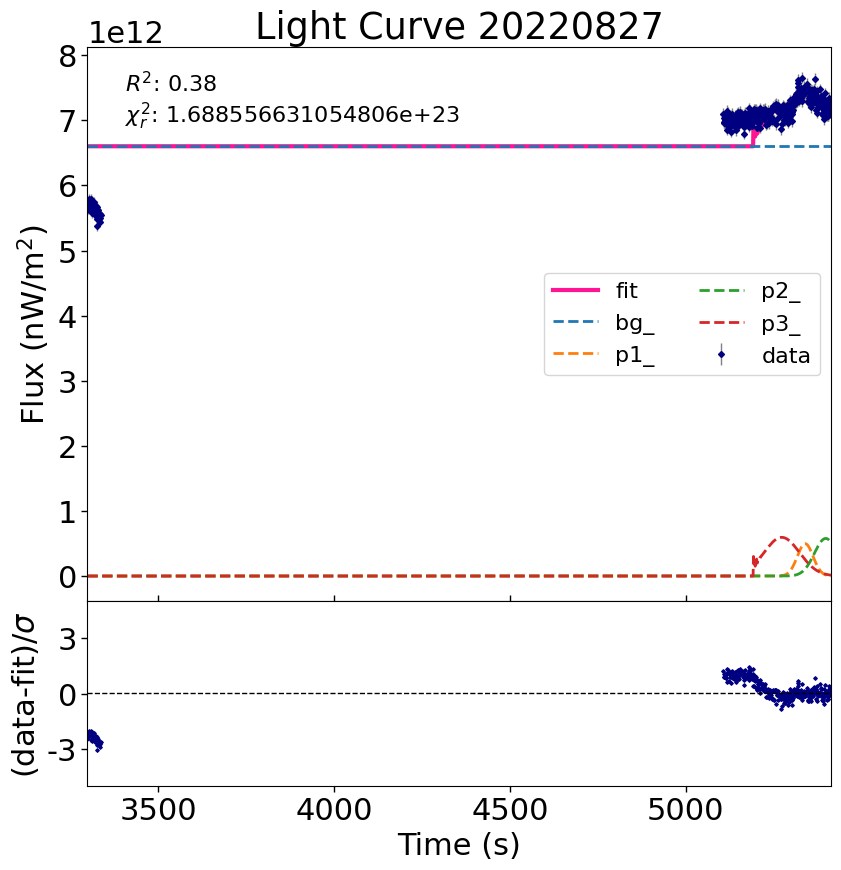 Light Curve 20220827
1e12
R²: 0.38
χ²ᵣ: 1.688556631054806e+23
8
7
6
5
4
3
2
1
0
Flux (nW/m²)
fit
bg_
p1_
p2_
p3_
data
3
0
-3
(data-fit)/σ
3500 4000 4500 5000
Time (s)